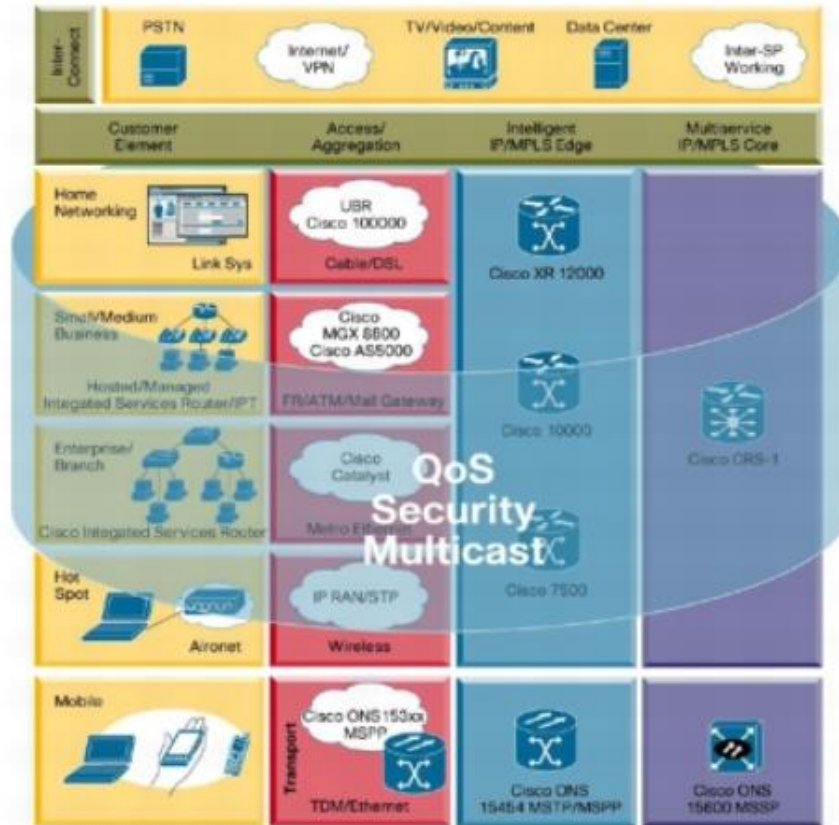 Inter-
Connect
PSTN
Internet/
VPN
TV/Video/Content
Data Center
Inter-SP
Working
Customer
Element
Access/
Aggregation
Intelligent
IP/MPLS Edge
Multiservice
IP/MPLS Core
Home
Networking
Link Sys
UBR
Cisco 100000
Cable/DSL
Cisco XR 12000
Small/Medium
Business
Hosted/Managed
Integated Services Router/IPT
Cisco
MGX 8800
Cisco AS5000
FR/ATM/Mail Gateway
Cisco 10000
Cisco CRS-1
Enterprise/
Branch
Cisco Integated Services Router
Cisco
Catalyst
Metro Ethernet
QoS
Security
Multicast
Cisco 7500
Hot
Spot
Aironet
IP RAN/STP
Wireless
Mobile
Transport
Cisco ONS153xx
MSPP
TDM/Ethernet
Cisco ONS
15454 MSTP/MSPP
Cisco ONS
15600 MSSP